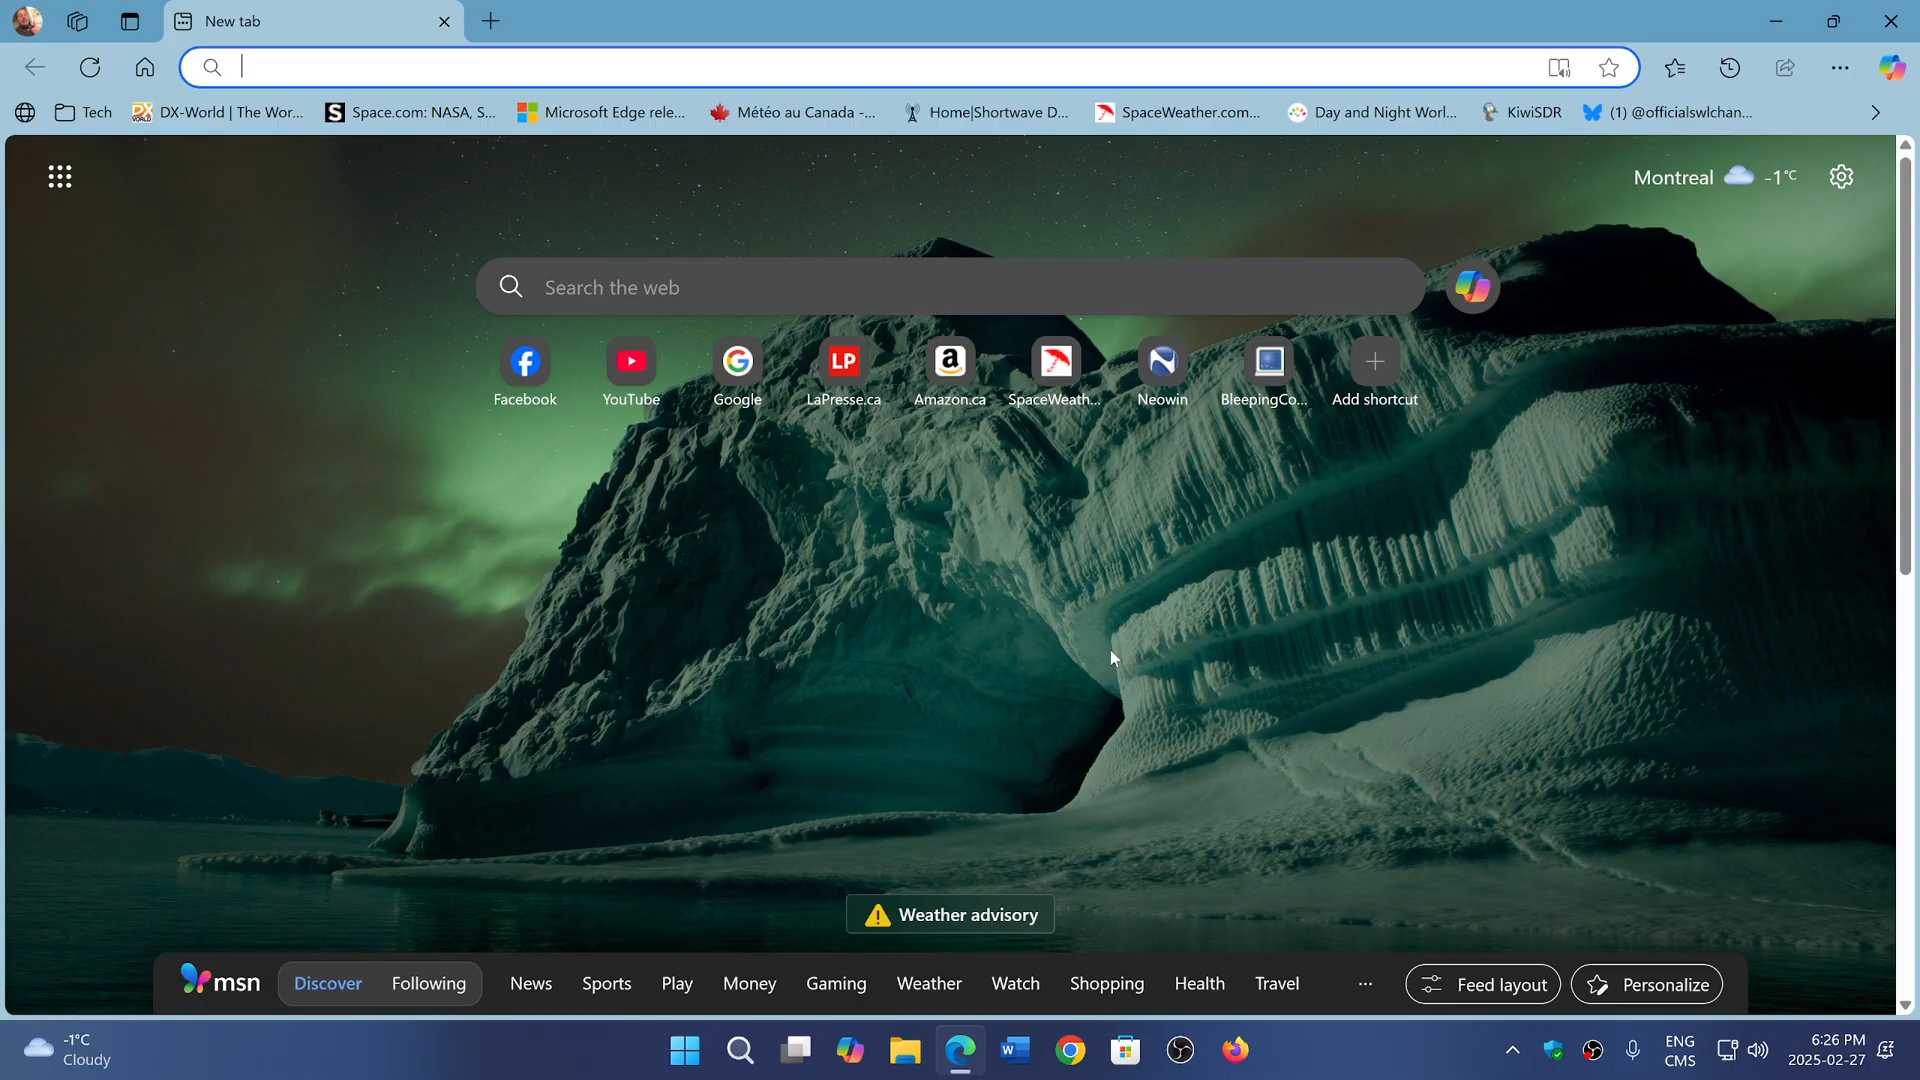 New tab
Tech
DX-World | The Wor...
Space.com: NASA, S...
Microsoft Edge rele...
Météo au Canada -...
Home|Shortwave D...
SpaceWeather.com...
Day and Night Worl...
KiwiSDR
(1) @officialswlchan...
Montreal -1°C
Search the web
LP
a
Facebook
YouTube
Google
LaPresse.ca
Amazon.ca
SpaceWeath...
Neowin
BleepingCo...
Add shortcut
Weather advisory
msn
Discover
Following
News
Sports
Play
Money
Gaming
Weather
Watch
Shopping
Health
Travel
...
Feed layout
Personalize
-1°C
Cloudy
ENG
CMS
6:26 PM
2025-02-27